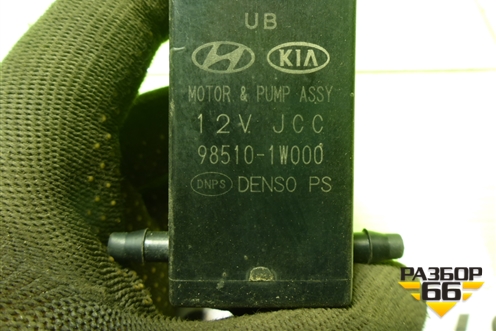 UB
KIA
MOTOR & PUMP ASSY
12V JCC
98510-1W000
DNPS DENSO PS
РАЗБОР
66